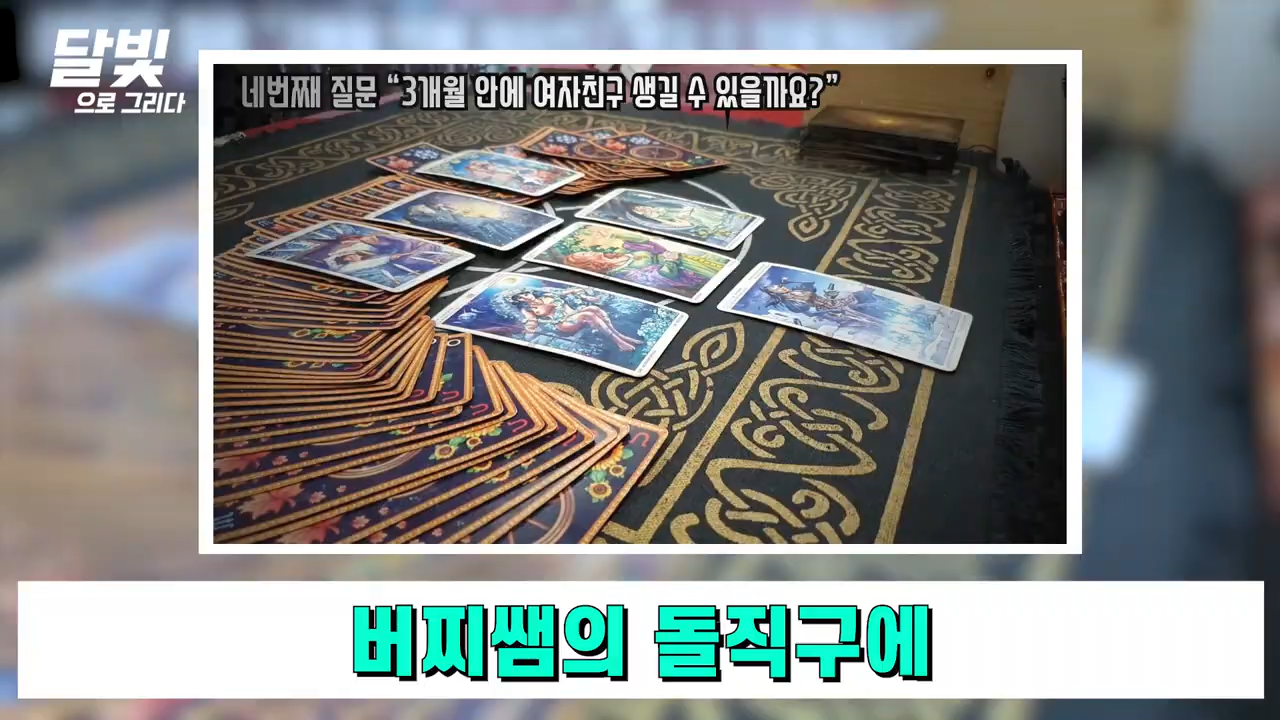 달빛
으로 그리다
네번째 질문 “3개월 안에 여자친구 생길 수 있을까요?”
버찌쌤의 돌직구에